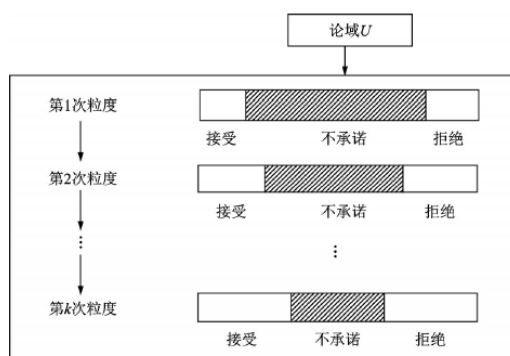 论域U
第1次粒度
接受 不承诺 拒绝
第2次粒度
接受 不承诺 拒绝
⋮ ⋮
第k次粒度
接受 不承诺 拒绝